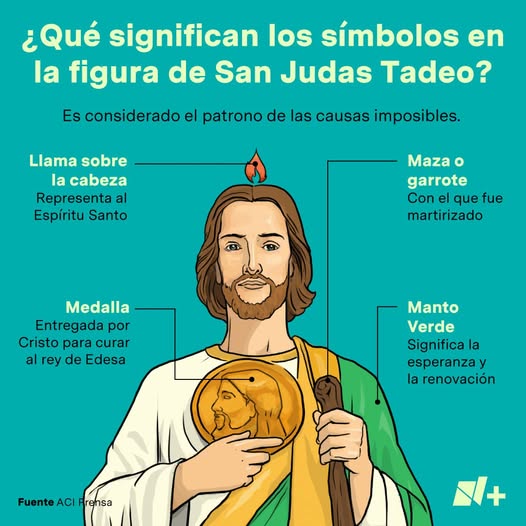 ¿Qué significan los símbolos en
la figura de San Judas Tadeo?
Es considerado el patrono de las causas imposibles.
Llama sobre
la cabeza
Representa al
Espíritu Santo
Maza o
garrote
Con el que fue
martirizado
Medalla
Entregada por
Cristo para curar
al rey de Edesa
Manto
Verde
Significa la
esperanza y
la renovación
Fuente ACI Prensa
N+